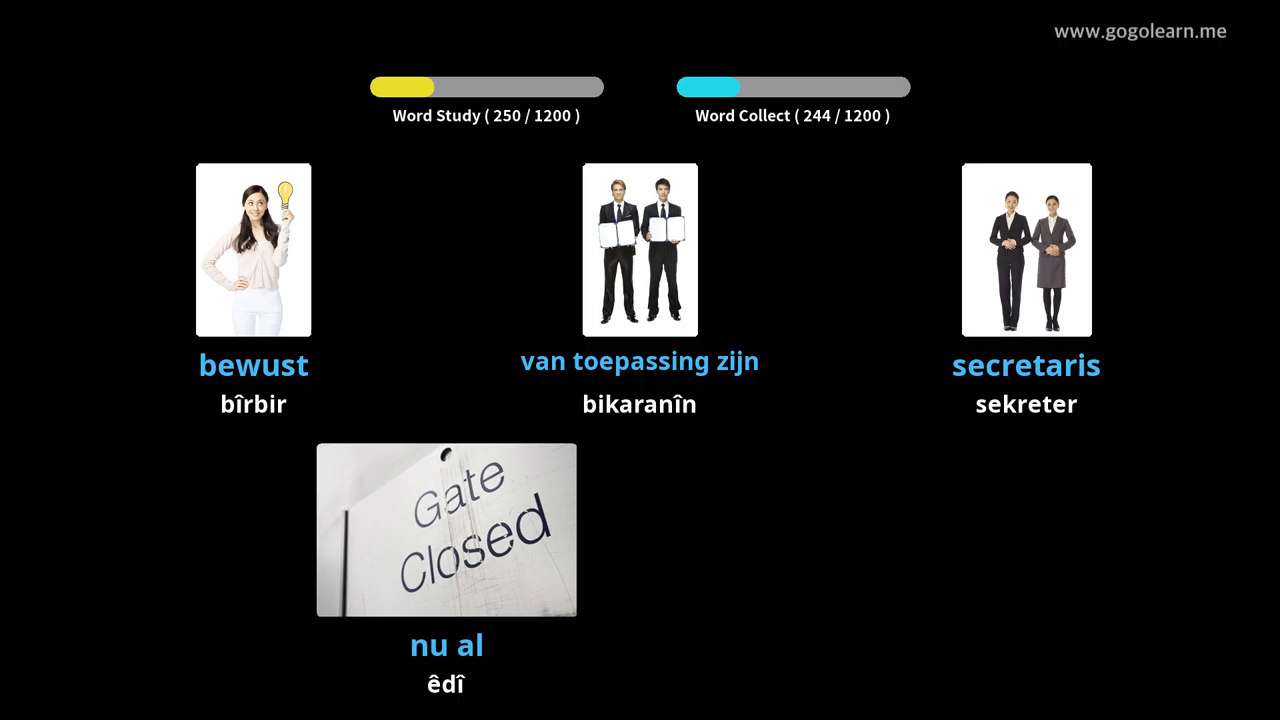 www.gogolearn.me
Word Study ( 250 / 1200 )
Word Collect ( 244 / 1200 )
bewust
bîrbir
van toepassing zijn
bikaranîn
secretaris
sekreter
Gate
Closed
nu al
êdî